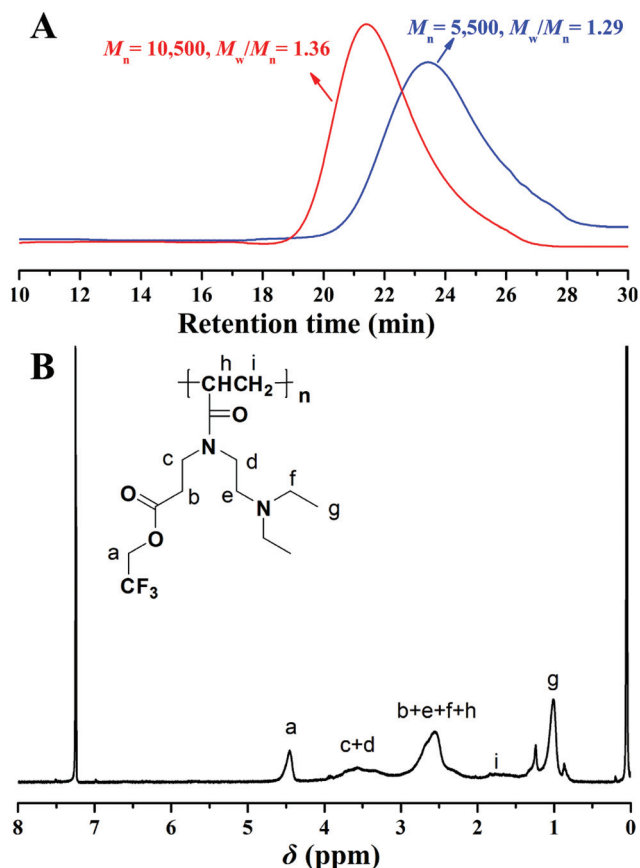 A
Mn = 10,500, Mw/Mn = 1.36
Mn = 5,500, Mw/Mn = 1.29
10 12 14 16 18 20 22 24 26 28 30
Retention time (min)
B
h i
CH-CH2 n
O
N
c d
b e f
O N g
O
a
CF3
a
c+d
b+e+f+h
i
g
8 7 6 5 4 3 2 1 0
δ (ppm)